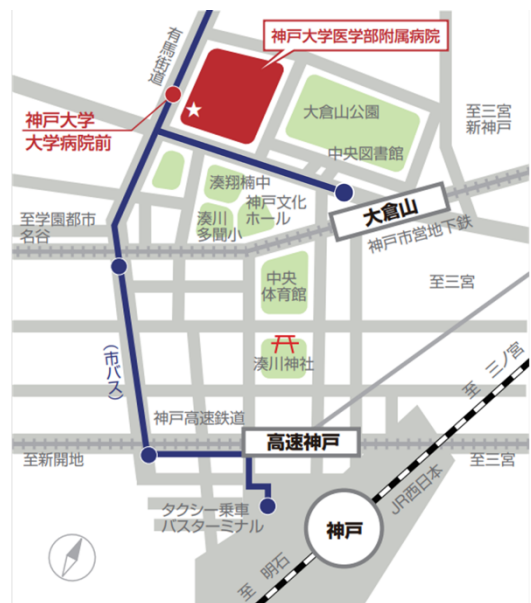 有馬街道
神戸大学医学部附属病院
神戸大学
大学病院前
大倉山公園
中央図書館
至三宮
新神戸
湊翔楠中
湊川
多聞小
神戸文化
ホール
大倉山
神戸市営地下鉄
至学園都市
名谷
中央
体育館
至三宮
湊川神社
(市バス)
至 三ノ宮
神戸高速鉄道
高速神戸
至新開地
至三宮
JR西日本
タクシー乗車
バスターミナル
神戸
至 明石